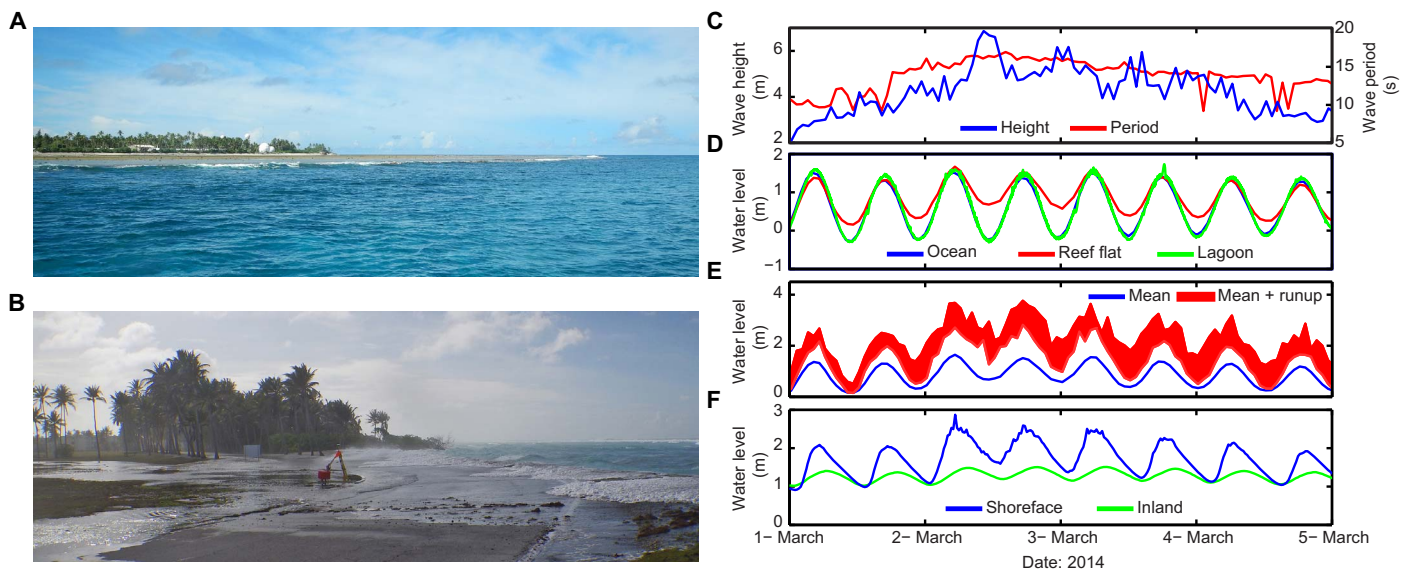 A
B
C
6
4
2
Wave height
(m)
20
15
10
5
Wave period
(s)
Height
Period
D
2
1
0
−1
Water level
(m)
Ocean
Reef flat
Lagoon
E
4
2
0
Water level
(m)
Mean
Mean + runup
F
3
2
1
0
Water level
(m)
Shoreface
Inland
1− March
2− March
3− March
4− March
5− March
Date: 2014